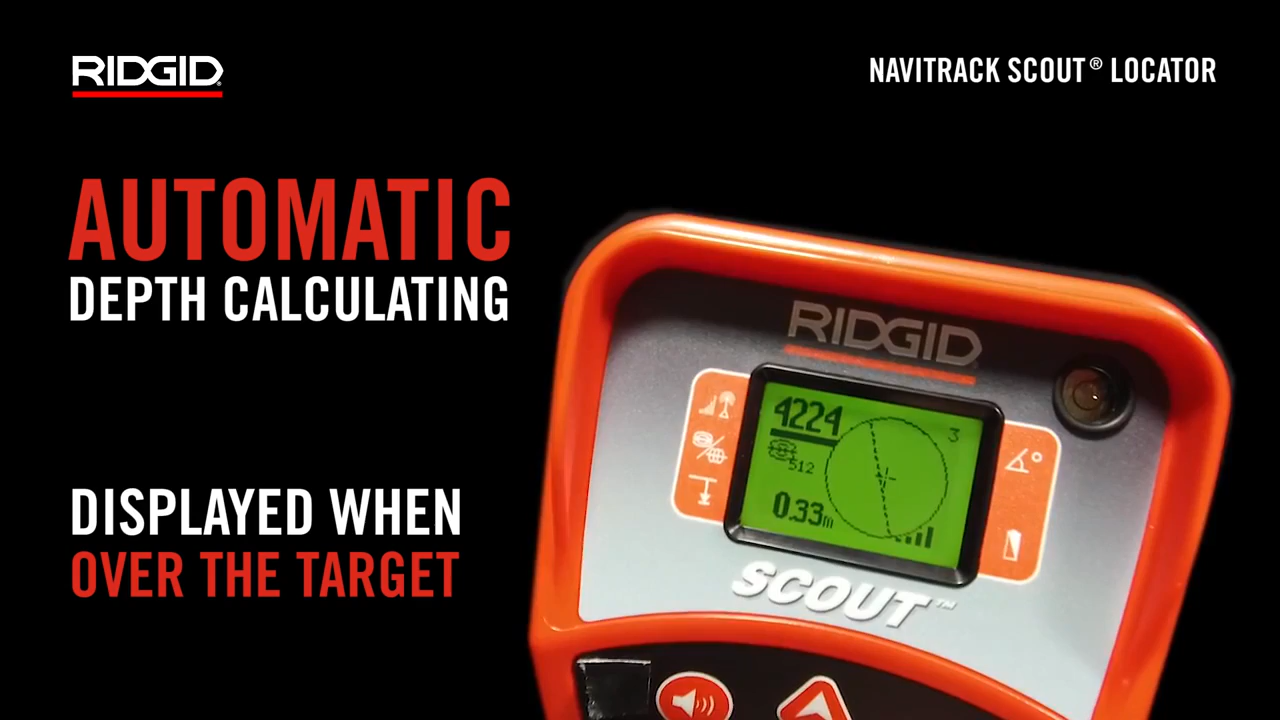 RIDGID
NAVITRACK SCOUT® LOCATOR
AUTOMATIC
DEPTH CALCULATING
DISPLAYED WHEN
OVER THE TARGET
RIDGID
4224
3
512
0.33m
SCOUT™